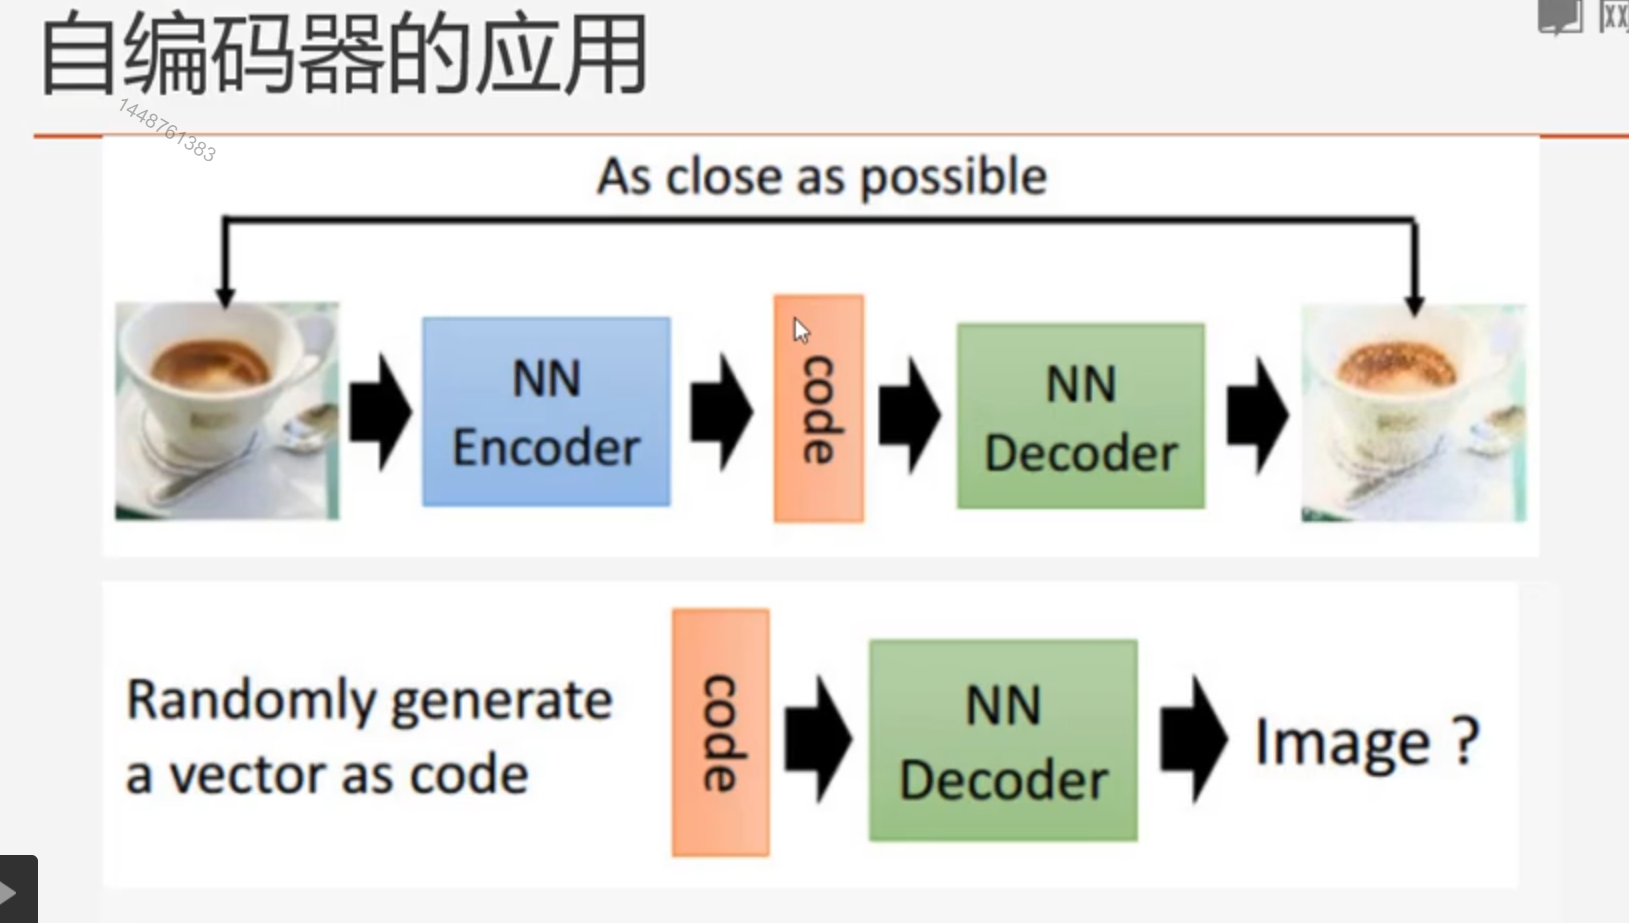 自编码器的应用
1448761383
As close as possible
NN
Encoder
code
NN
Decoder
Randomly generate
a vector as code
code
NN
Decoder
Image ?